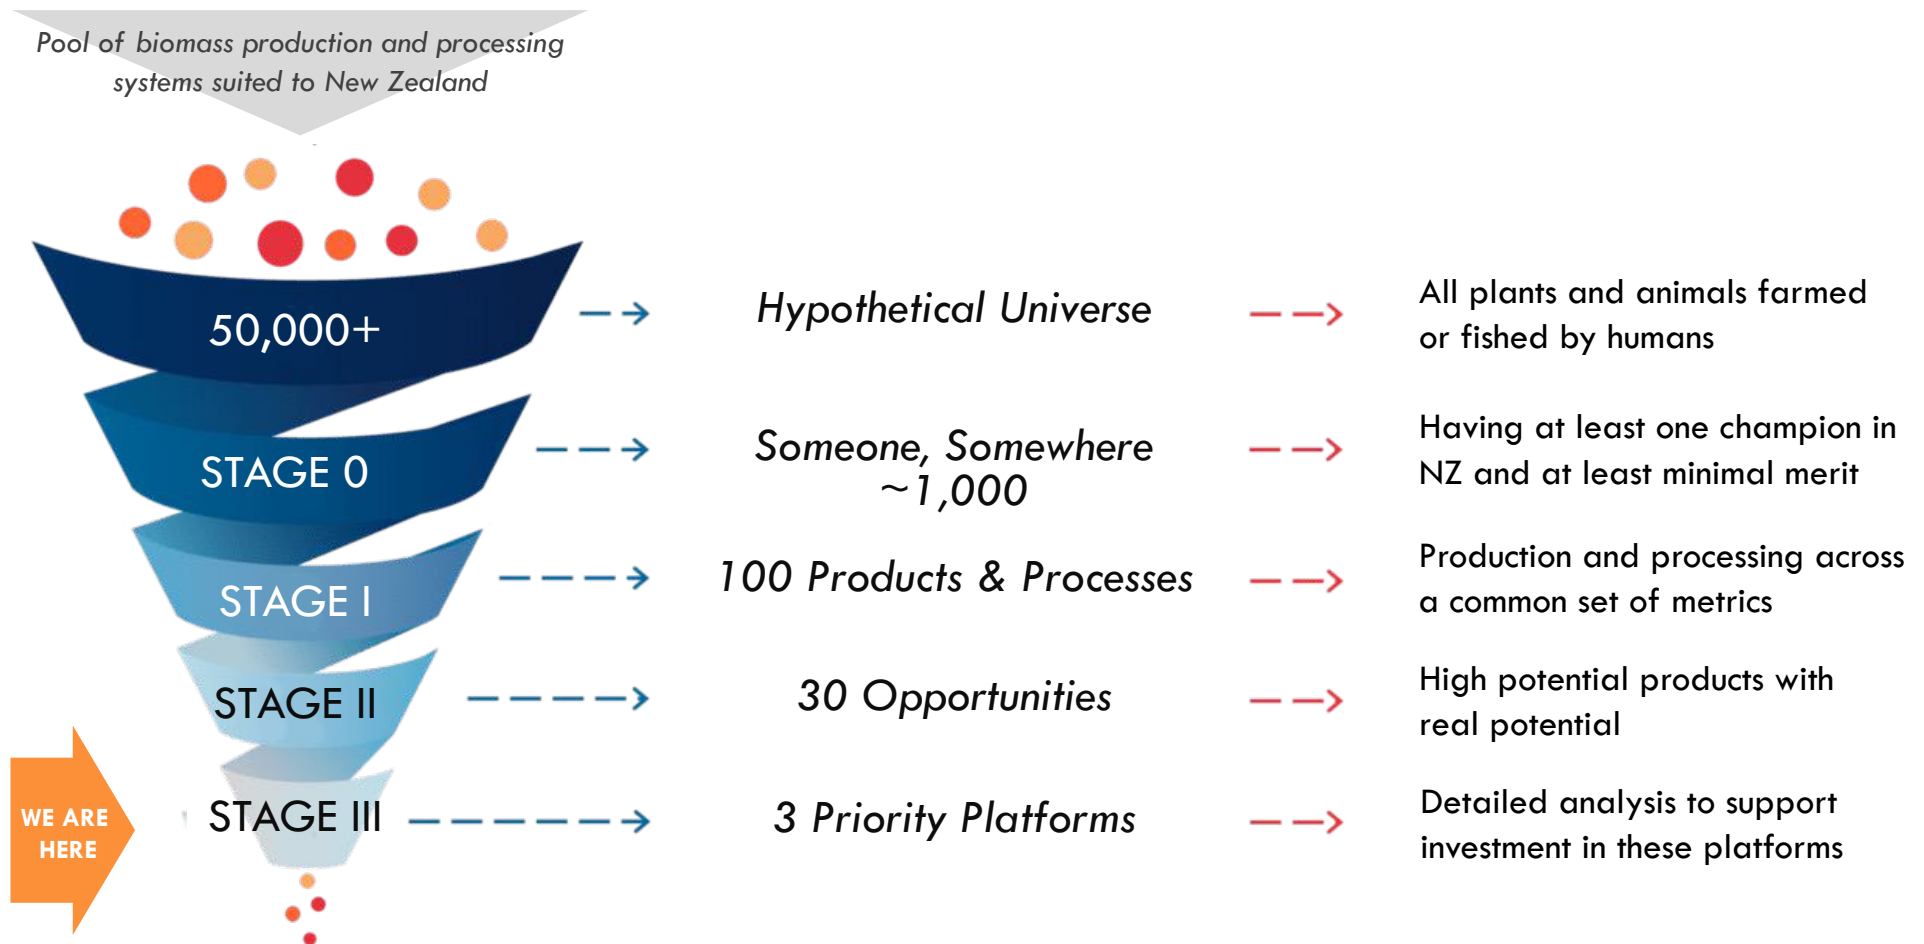 Pool of biomass production and processing
systems suited to New Zealand
50,000+
Hypothetical Universe
All plants and animals farmed
or fished by humans
STAGE 0
Someone, Somewhere
~1,000
Having at least one champion in
NZ and at least minimal merit
STAGE I
100 Products & Processes
Production and processing across
a common set of metrics
STAGE II
30 Opportunities
High potential products with
real potential
WE ARE
HERE
STAGE III
3 Priority Platforms
Detailed analysis to support
investment in these platforms